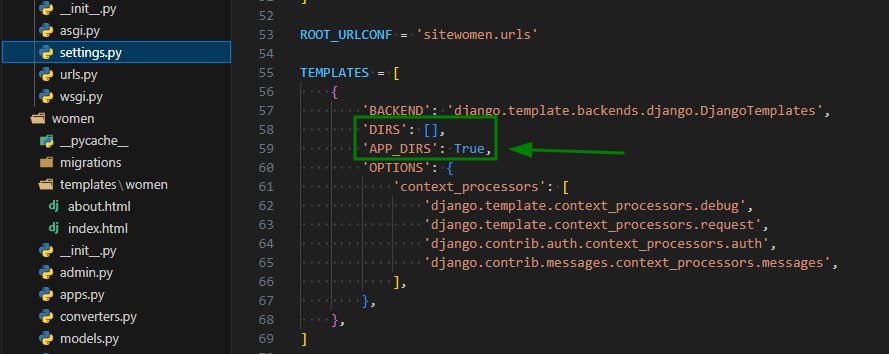 __init__.py
asgi.py
settings.py
urls.py
wsgi.py
women
__pycache__
migrations
templates\women
dj about.html
dj index.html
__init__.py
admin.py
apps.py
converters.py
models.py
52
53 ROOT_URLCONF = 'sitewomen.urls'
54
55 TEMPLATES = [
56 {
57 'BACKEND': 'django.template.backends.django.DjangoTemplates',
58 'DIRS': [],
59 'APP_DIRS': True,
60 'OPTIONS': {
61 'context_processors': [
62 'django.template.context_processors.debug',
63 'django.template.context_processors.request',
64 'django.contrib.auth.context_processors.auth',
65 'django.contrib.messages.context_processors.messages',
66 ],
67 },
68 },
69 ]